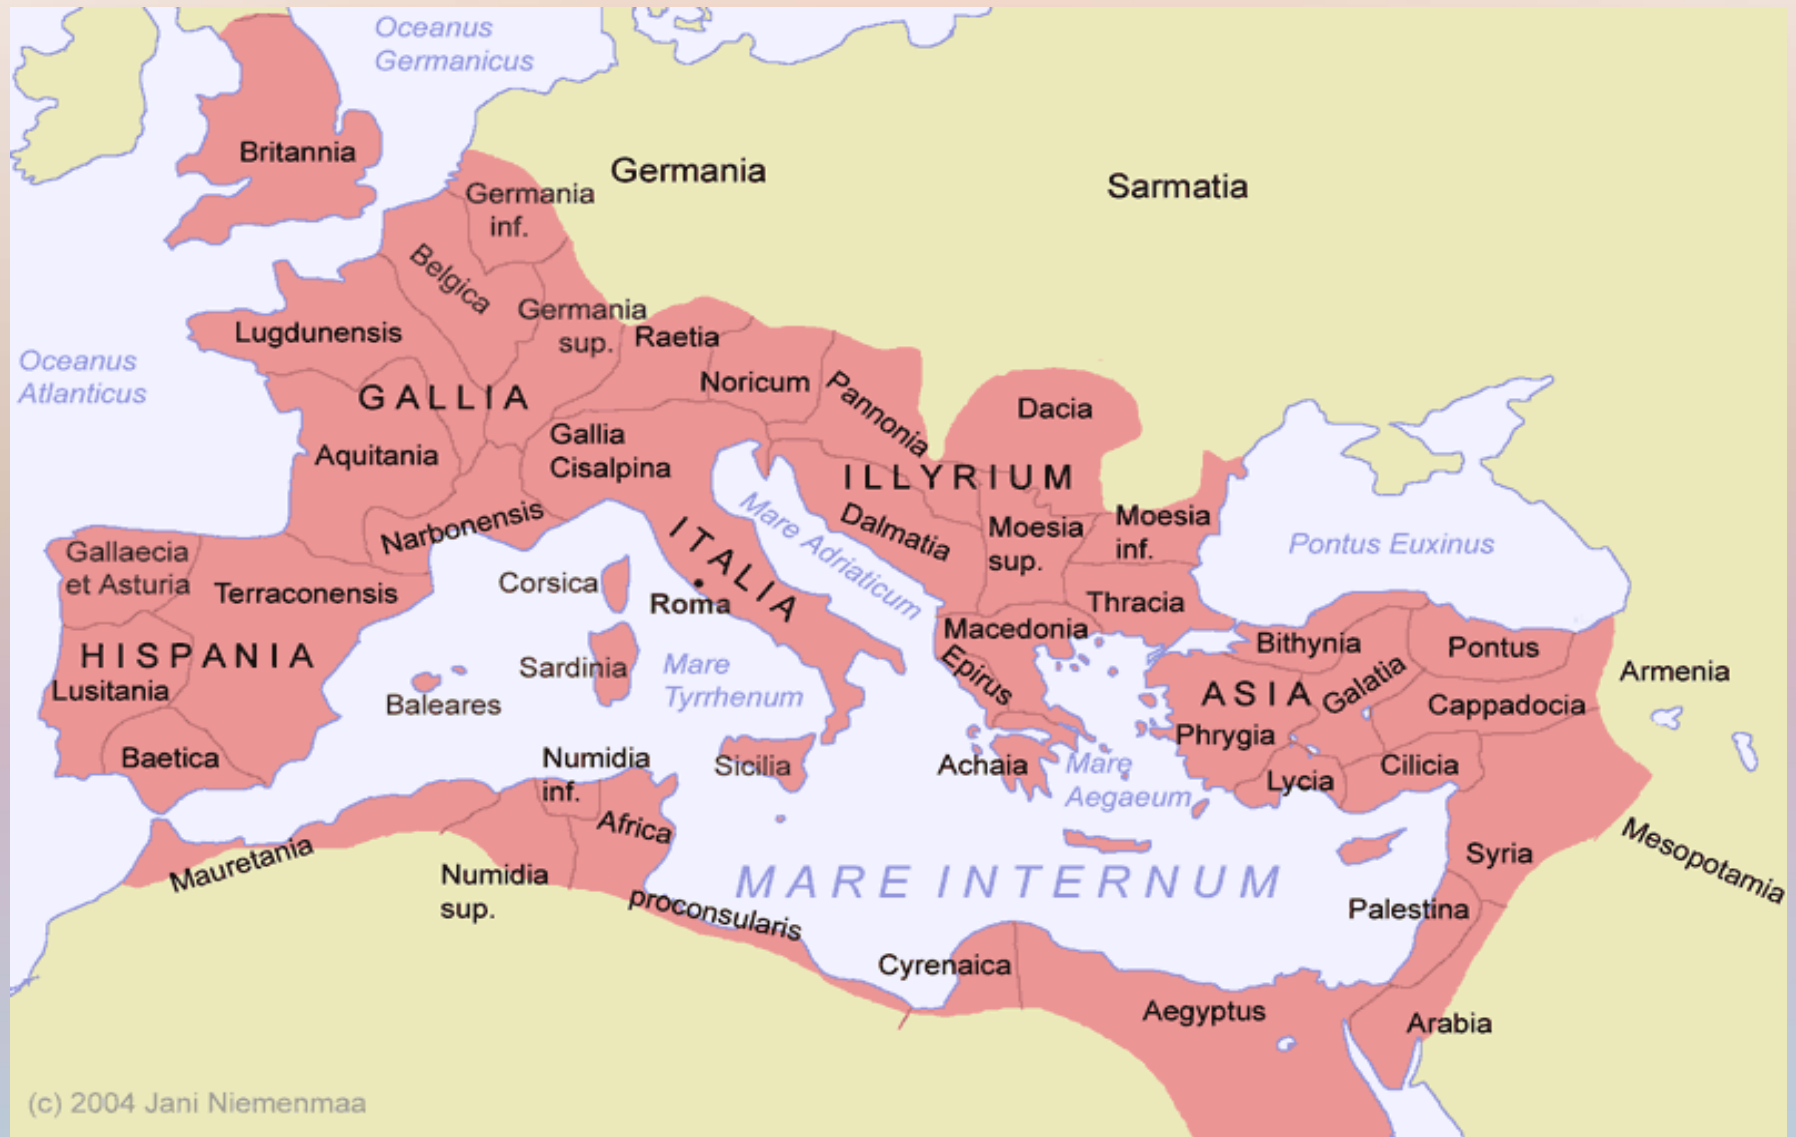 Oceanus
Germanicus
Britannia
Germania
Sarmatia
Germania
inf.
Belgica
Germania
sup.
Lugdunensis
Raetia
Oceanus
Atlanticus
GALLIA
Noricum
Pannonia
Dacia
Aquitania
Gallia
Cisalpina
ILLYRIUM
Narbonensis
ITALIA
Mare Adriaticum
Dalmatia
Moesia
sup.
Moesia
inf.
Pontus Euxinus
Gallaecia
et Asturia
Terraconensis
Corsica
Roma
Thracia
Macedonia
Bithynia
Pontus
HISPANIA
Lusitania
Sardinia
Mare
Tyrrhenum
Epirus
ASIA
Galatia
Armenia
Baleares
Cappadocia
Phrygia
Baetica
Numidia
inf.
Sicilia
Achaia
Mare
Aegaeum
Lycia
Cilicia
Africa
Mauretania
Numidia
sup.
proconsularis
MARE INTERNUM
Syria
Mesopotamia
Palestina
Cyrenaica
Aegyptus
Arabia
(c) 2004 Jani Niemenmaa